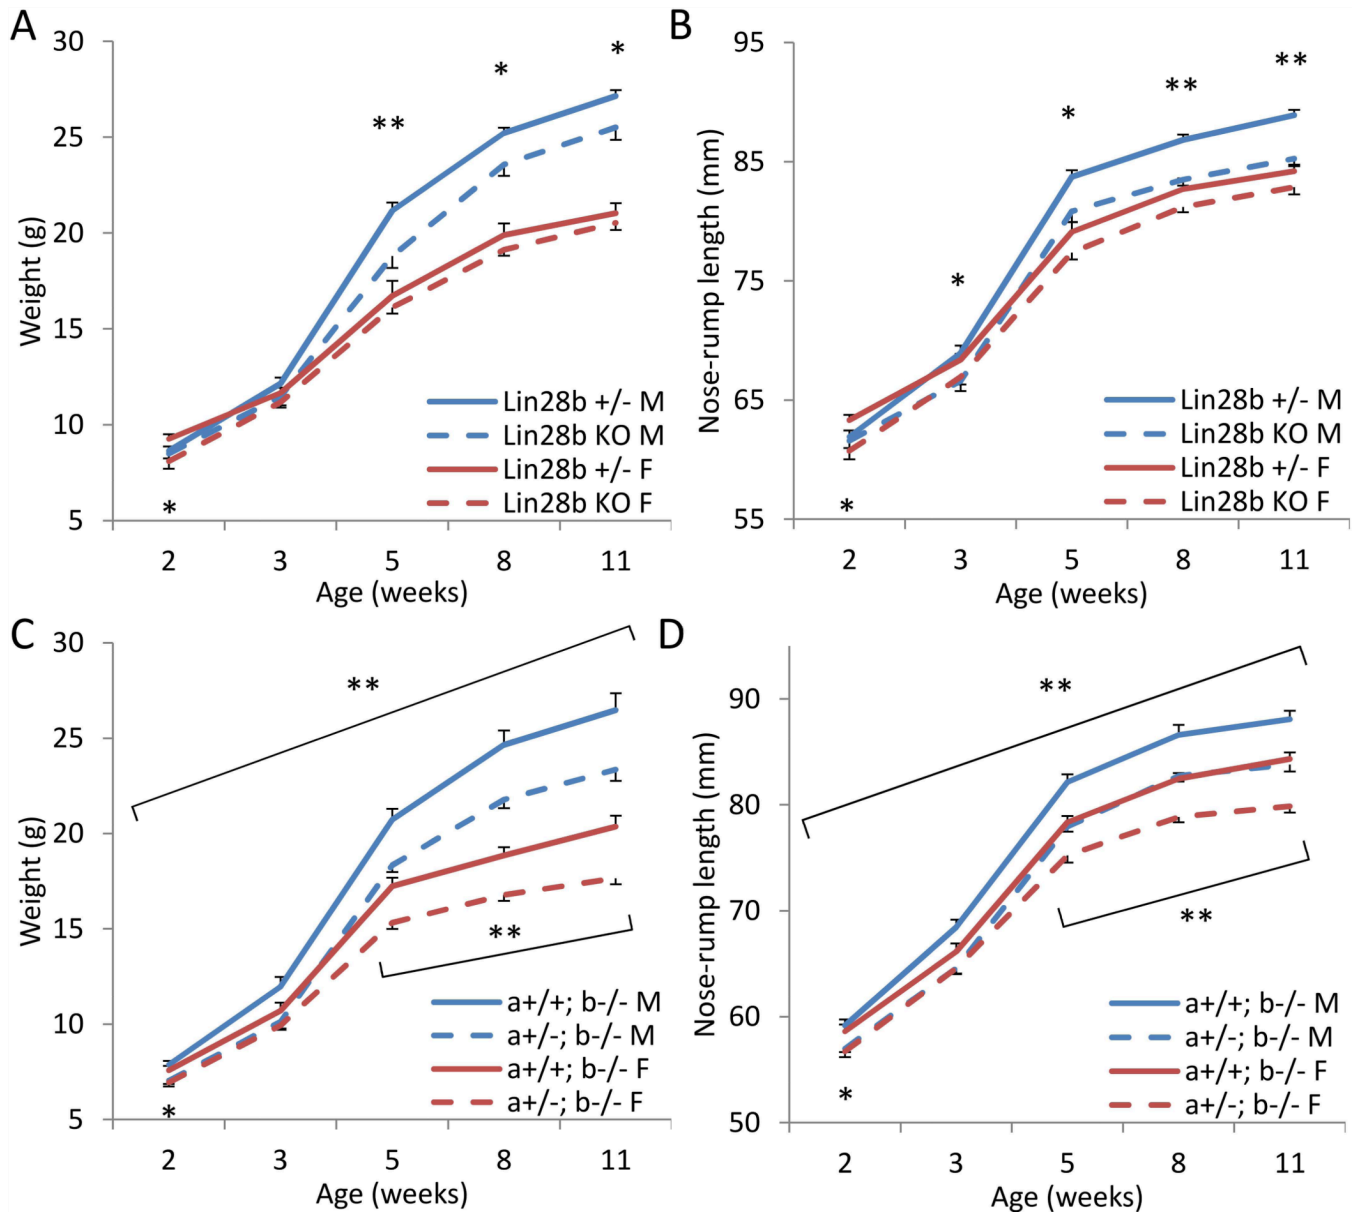 A
30
25
20
15
10
5
Weight (g)
**
*
*
*
Lin28b +/- M
Lin28b KO M
Lin28b +/- F
Lin28b KO F
2 3 5 8 11
Age (weeks)
B
95
85
75
65
55
Nose-rump length (mm)
**
**
*
*
*
Lin28b +/- M
Lin28b KO M
Lin28b +/- F
Lin28b KO F
2 3 5 8 11
Age (weeks)
C
30
25
20
15
10
5
Weight (g)
**
**
*
a+/+; b-/- M
a+/-; b-/- M
a+/+; b-/- F
a+/-; b-/- F
2 3 5 8 11
Age (weeks)
D
90
80
70
60
50
Nose-rump length (mm)
**
**
*
a+/+; b-/- M
a+/-; b-/- M
a+/+; b-/- F
a+/-; b-/- F
2 3 5 8 11
Age (weeks)